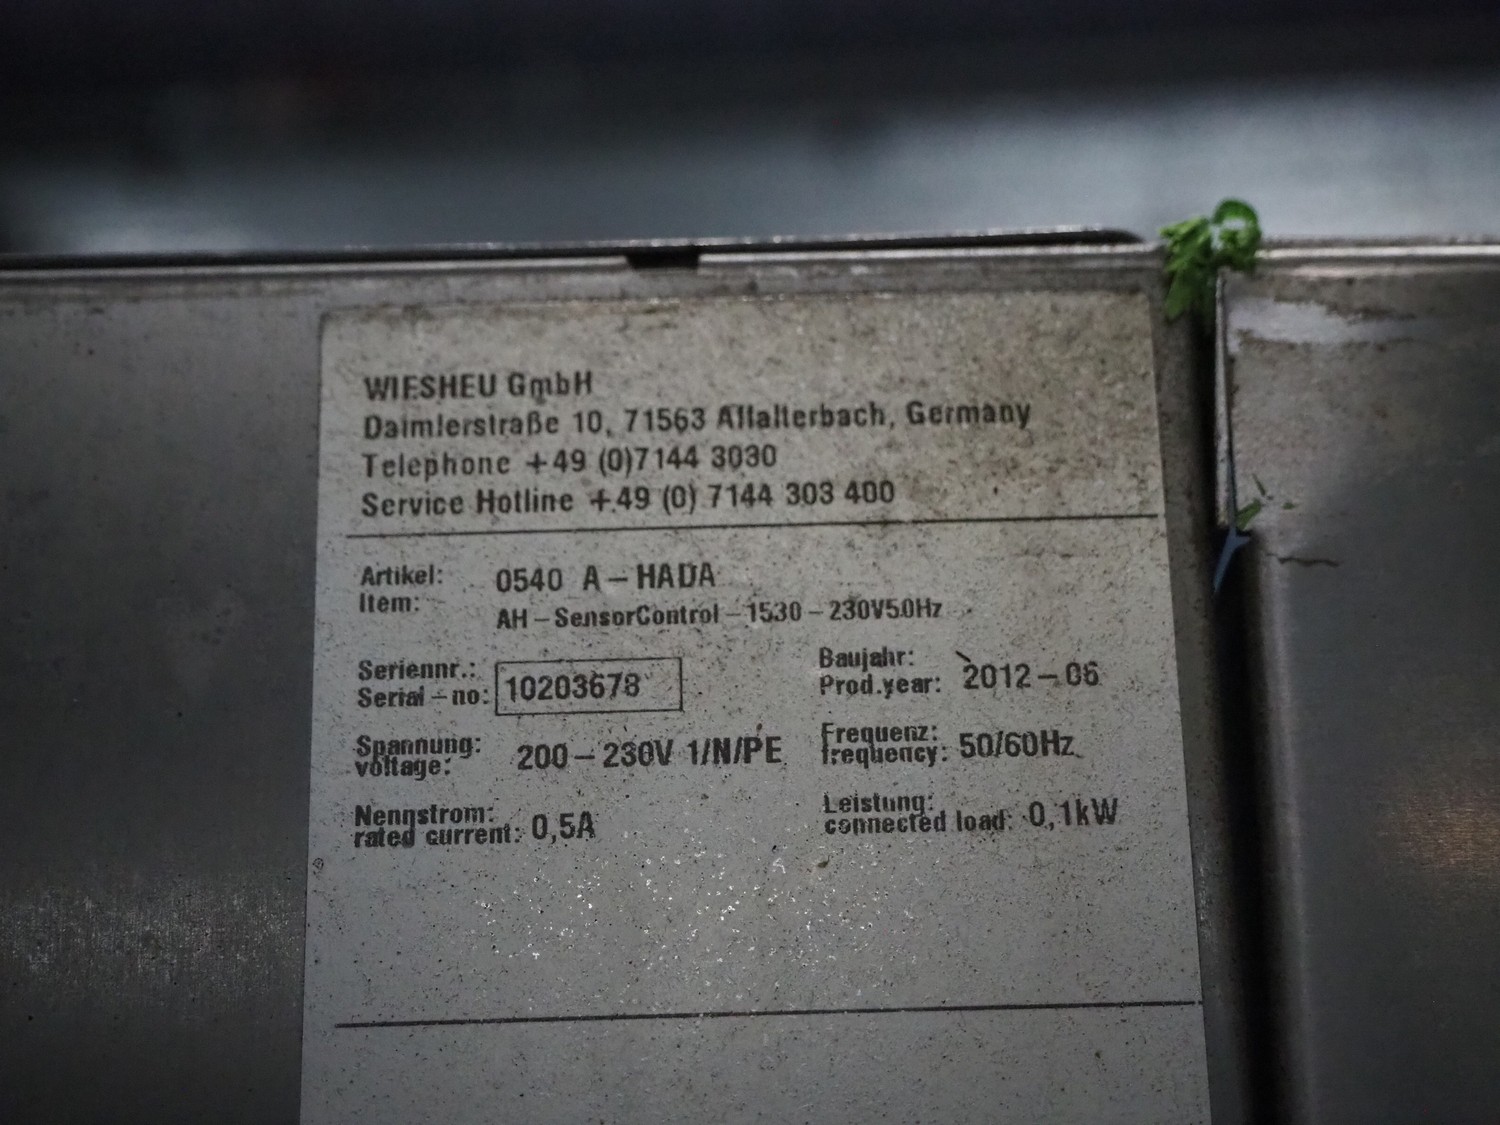 WIESHEU GmbH
Daimlerstraße 10, 71563 Affalterbach, Germany
Telephone +49 (0)7144 3030
Service Hotline +49 (0) 7144 303 400
Artikel: 0540 A-HADA
Item: AH-SensorControl-1530-230V50Hz
Seriennr.: Baujahr:
Serial-no: 10203678 Prod.year: 2012-06
Spannung: Frequenz:
voltage: 200-230V 1/N/PE frequency: 50/60Hz
Nennstrom: Leistung:
rated current: 0,5A connected load: 0,1kW